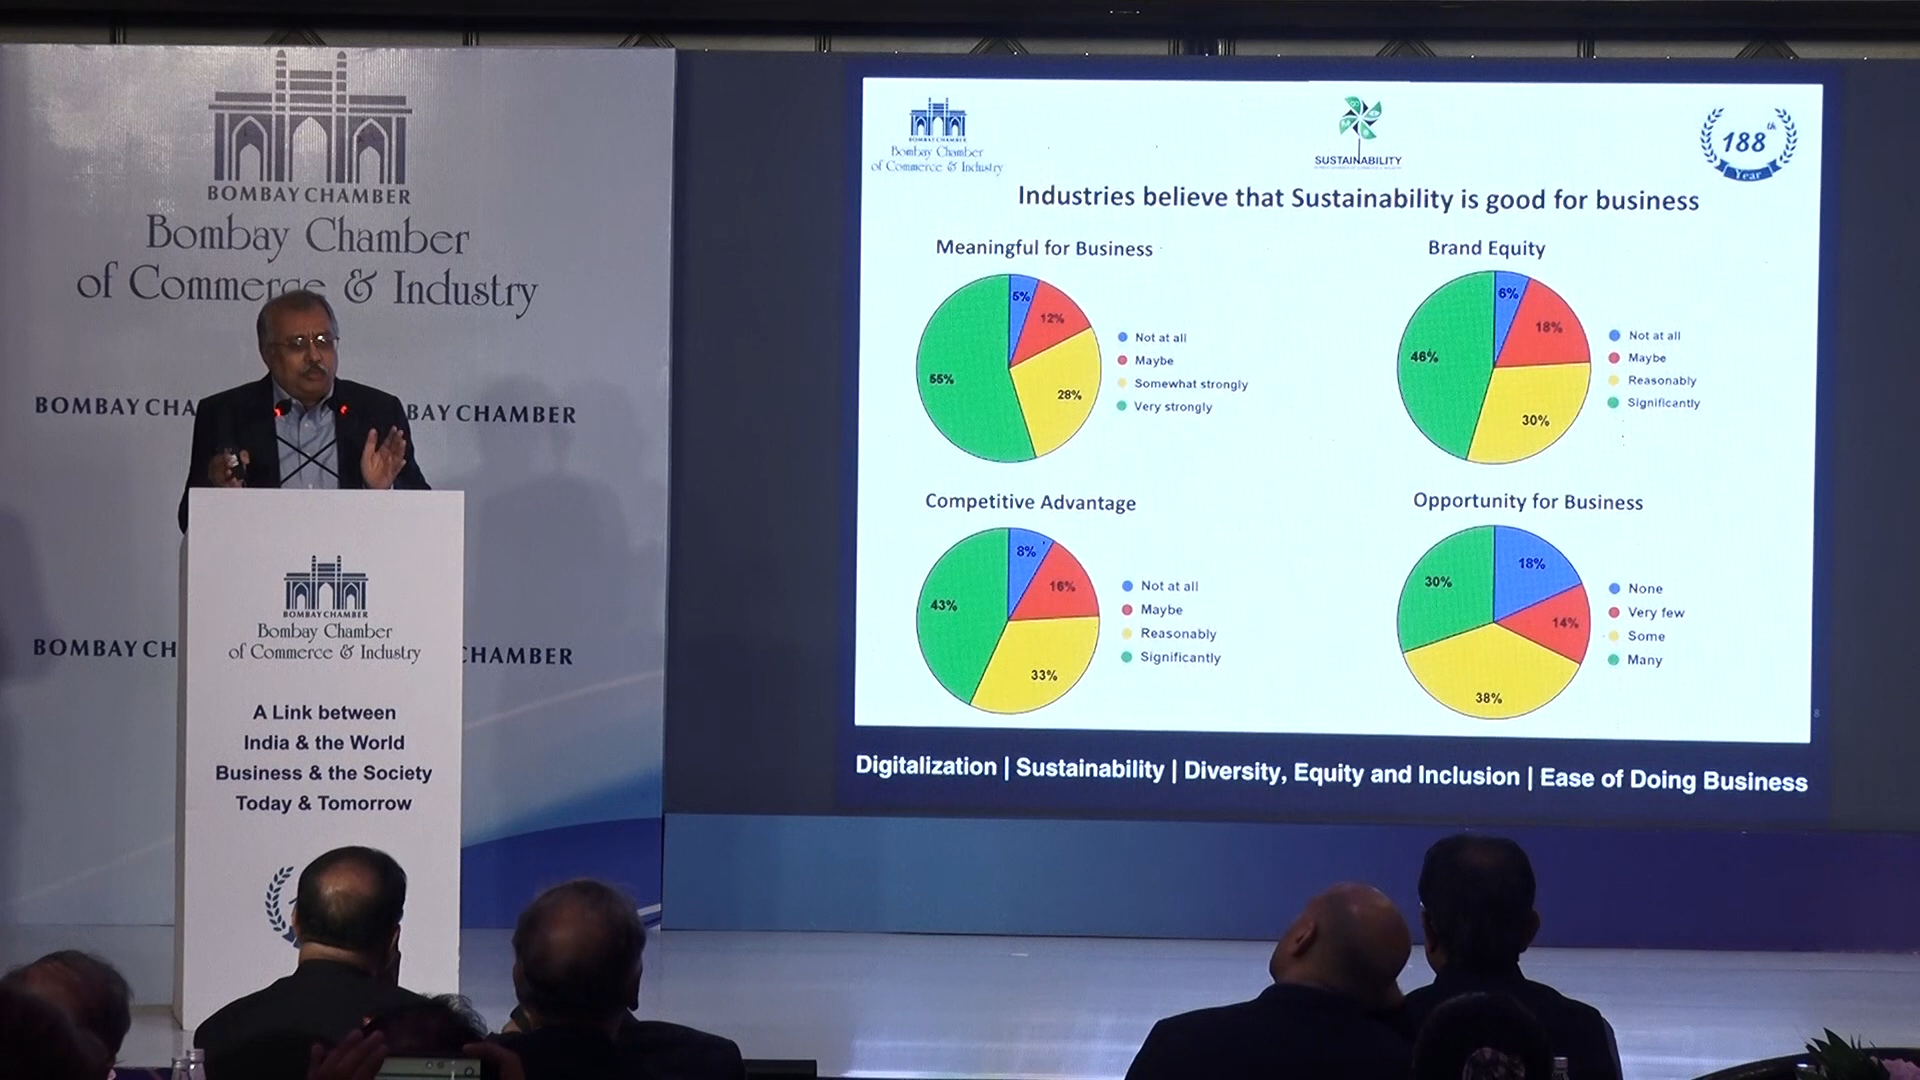 BOMBAY CHAMBER
Bombay Chamber
of Commerce & Industry
BOMBAY CHA
BAY CHAMBER
BOMBAY CH
CHAMBER
BOMBAY CHAMBER
Bombay Chamber
of Commerce & Industry
A Link between
India & the World
Business & the Society
Today & Tomorrow
BOMBAY CHAMBER
Bombay Chamber
of Commerce & Industry
SUSTAINABILITY
188th
Year
Industries believe that Sustainability is good for business
Meaningful for Business
5%
12%
28%
55%
Not at all
Maybe
Somewhat strongly
Very strongly
Brand Equity
6%
18%
30%
46%
Not at all
Maybe
Reasonably
Significantly
Competitive Advantage
8%
16%
33%
43%
Not at all
Maybe
Reasonably
Significantly
Opportunity for Business
18%
14%
38%
30%
None
Very few
Some
Many
8
Digitalization | Sustainability | Diversity, Equity and Inclusion | Ease of Doing Business